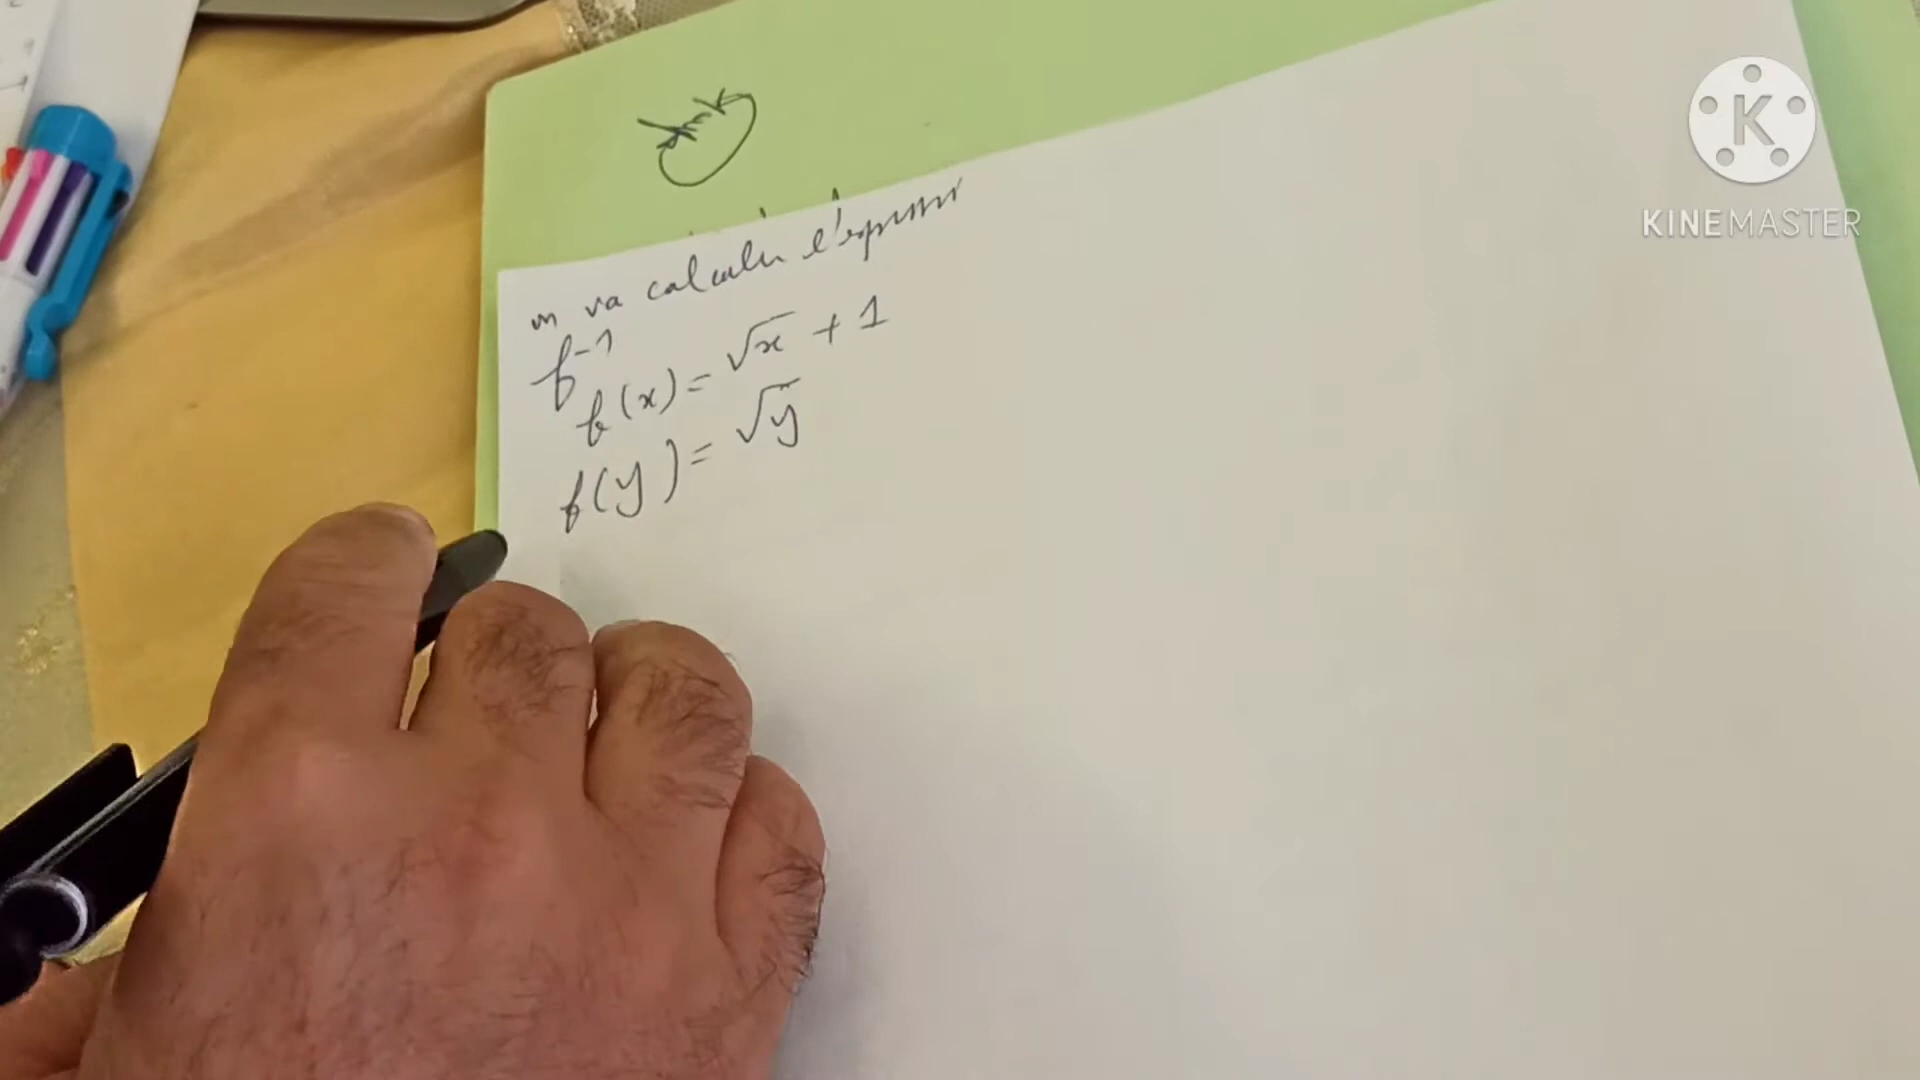 on va calculer l'expression
f⁻¹
f(x) = √x + 1
f(y) = √y
K
KINEMASTER